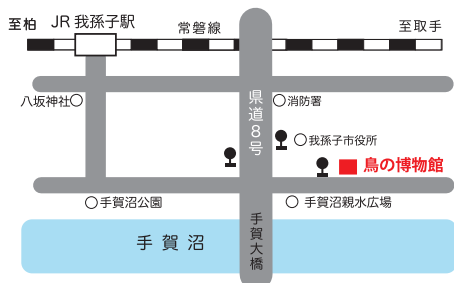 至柏
JR 我孫子駅
常磐線
至取手
八坂神社
県道8号
消防署
我孫子市役所
鳥の博物館
手賀沼公園
手賀沼親水広場
手賀沼
手賀大橋